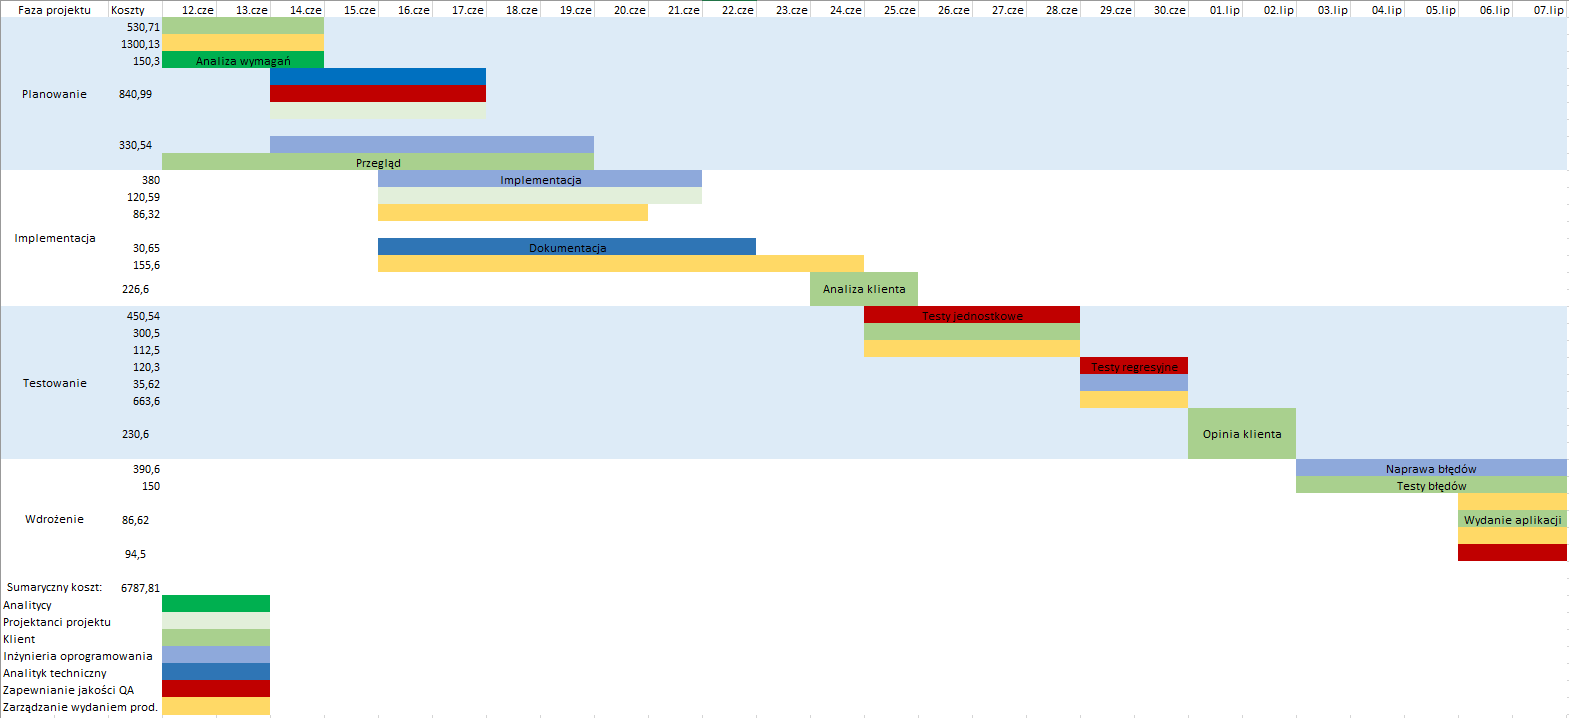 Faza projektu Koszty 12.cze 13.cze 14.cze 15.cze 16.cze 17.cze 18.cze 19.cze 20.cze 21.cze 22.cze 23.cze 24.cze 25.cze 26.cze 27.cze 28.cze 29.cze 30.cze 01.lip 02.lip 03.lip 04.lip 05.lip 06.lip 07.lip
530,71
1300,13
150,3 Analiza wymagań
Planowanie 840,99
330,54
Przegląd
380 Implementacja
120,59
86,32
Implementacja
30,65 Dokumentacja
155,6
226,6 Analiza klienta
450,54 Testy jednostkowe
300,5
112,5
120,3 Testy regresyjne
Testowanie 35,62
663,6
230,6 Opinia klienta
390,6 Naprawa błędów
150 Testy błędów
Wdrożenie 86,62 Wydanie aplikacji
94,5
Sumaryczny koszt: 6787,81
Analitycy
Projektanci projektu
Klient
Inżynieria oprogramowania
Analityk techniczny
Zapewnianie jakości QA
Zarządzanie wydaniem prod.